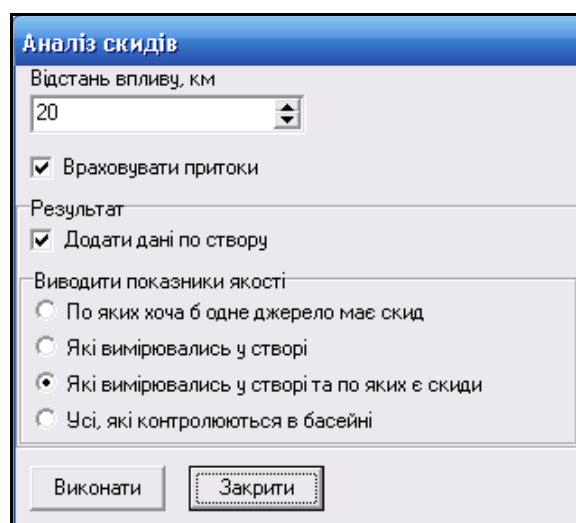 Аналіз скидів
Відстань впливу, км
20
Враховувати притоки
Результат
Додати дані по створу
Виводити показники якості
По яких хоча б одне джерело має скид
Які вимірювались у створі
Які вимірювались у створі та по яких є скиди
Усі, які контролюються в басейні
Виконати
Закрити